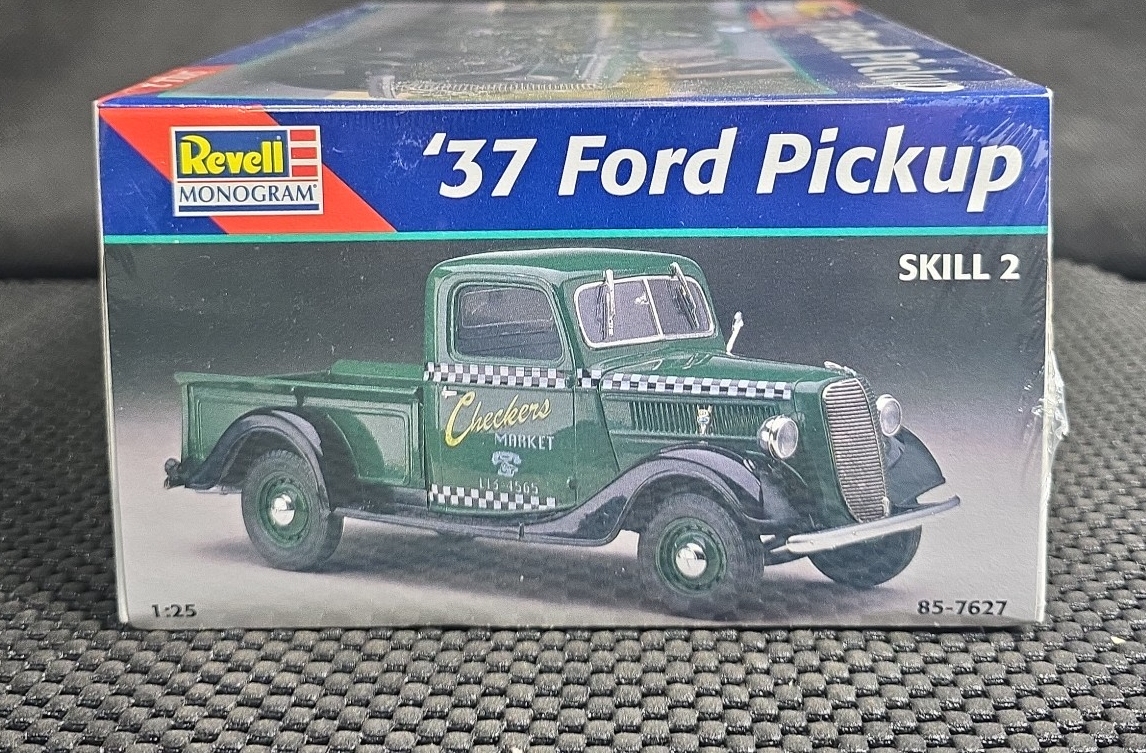 Revell
MONOGRAM
'37 Ford Pickup
SKILL 2
Checkers
MARKET
1:25
85-7627